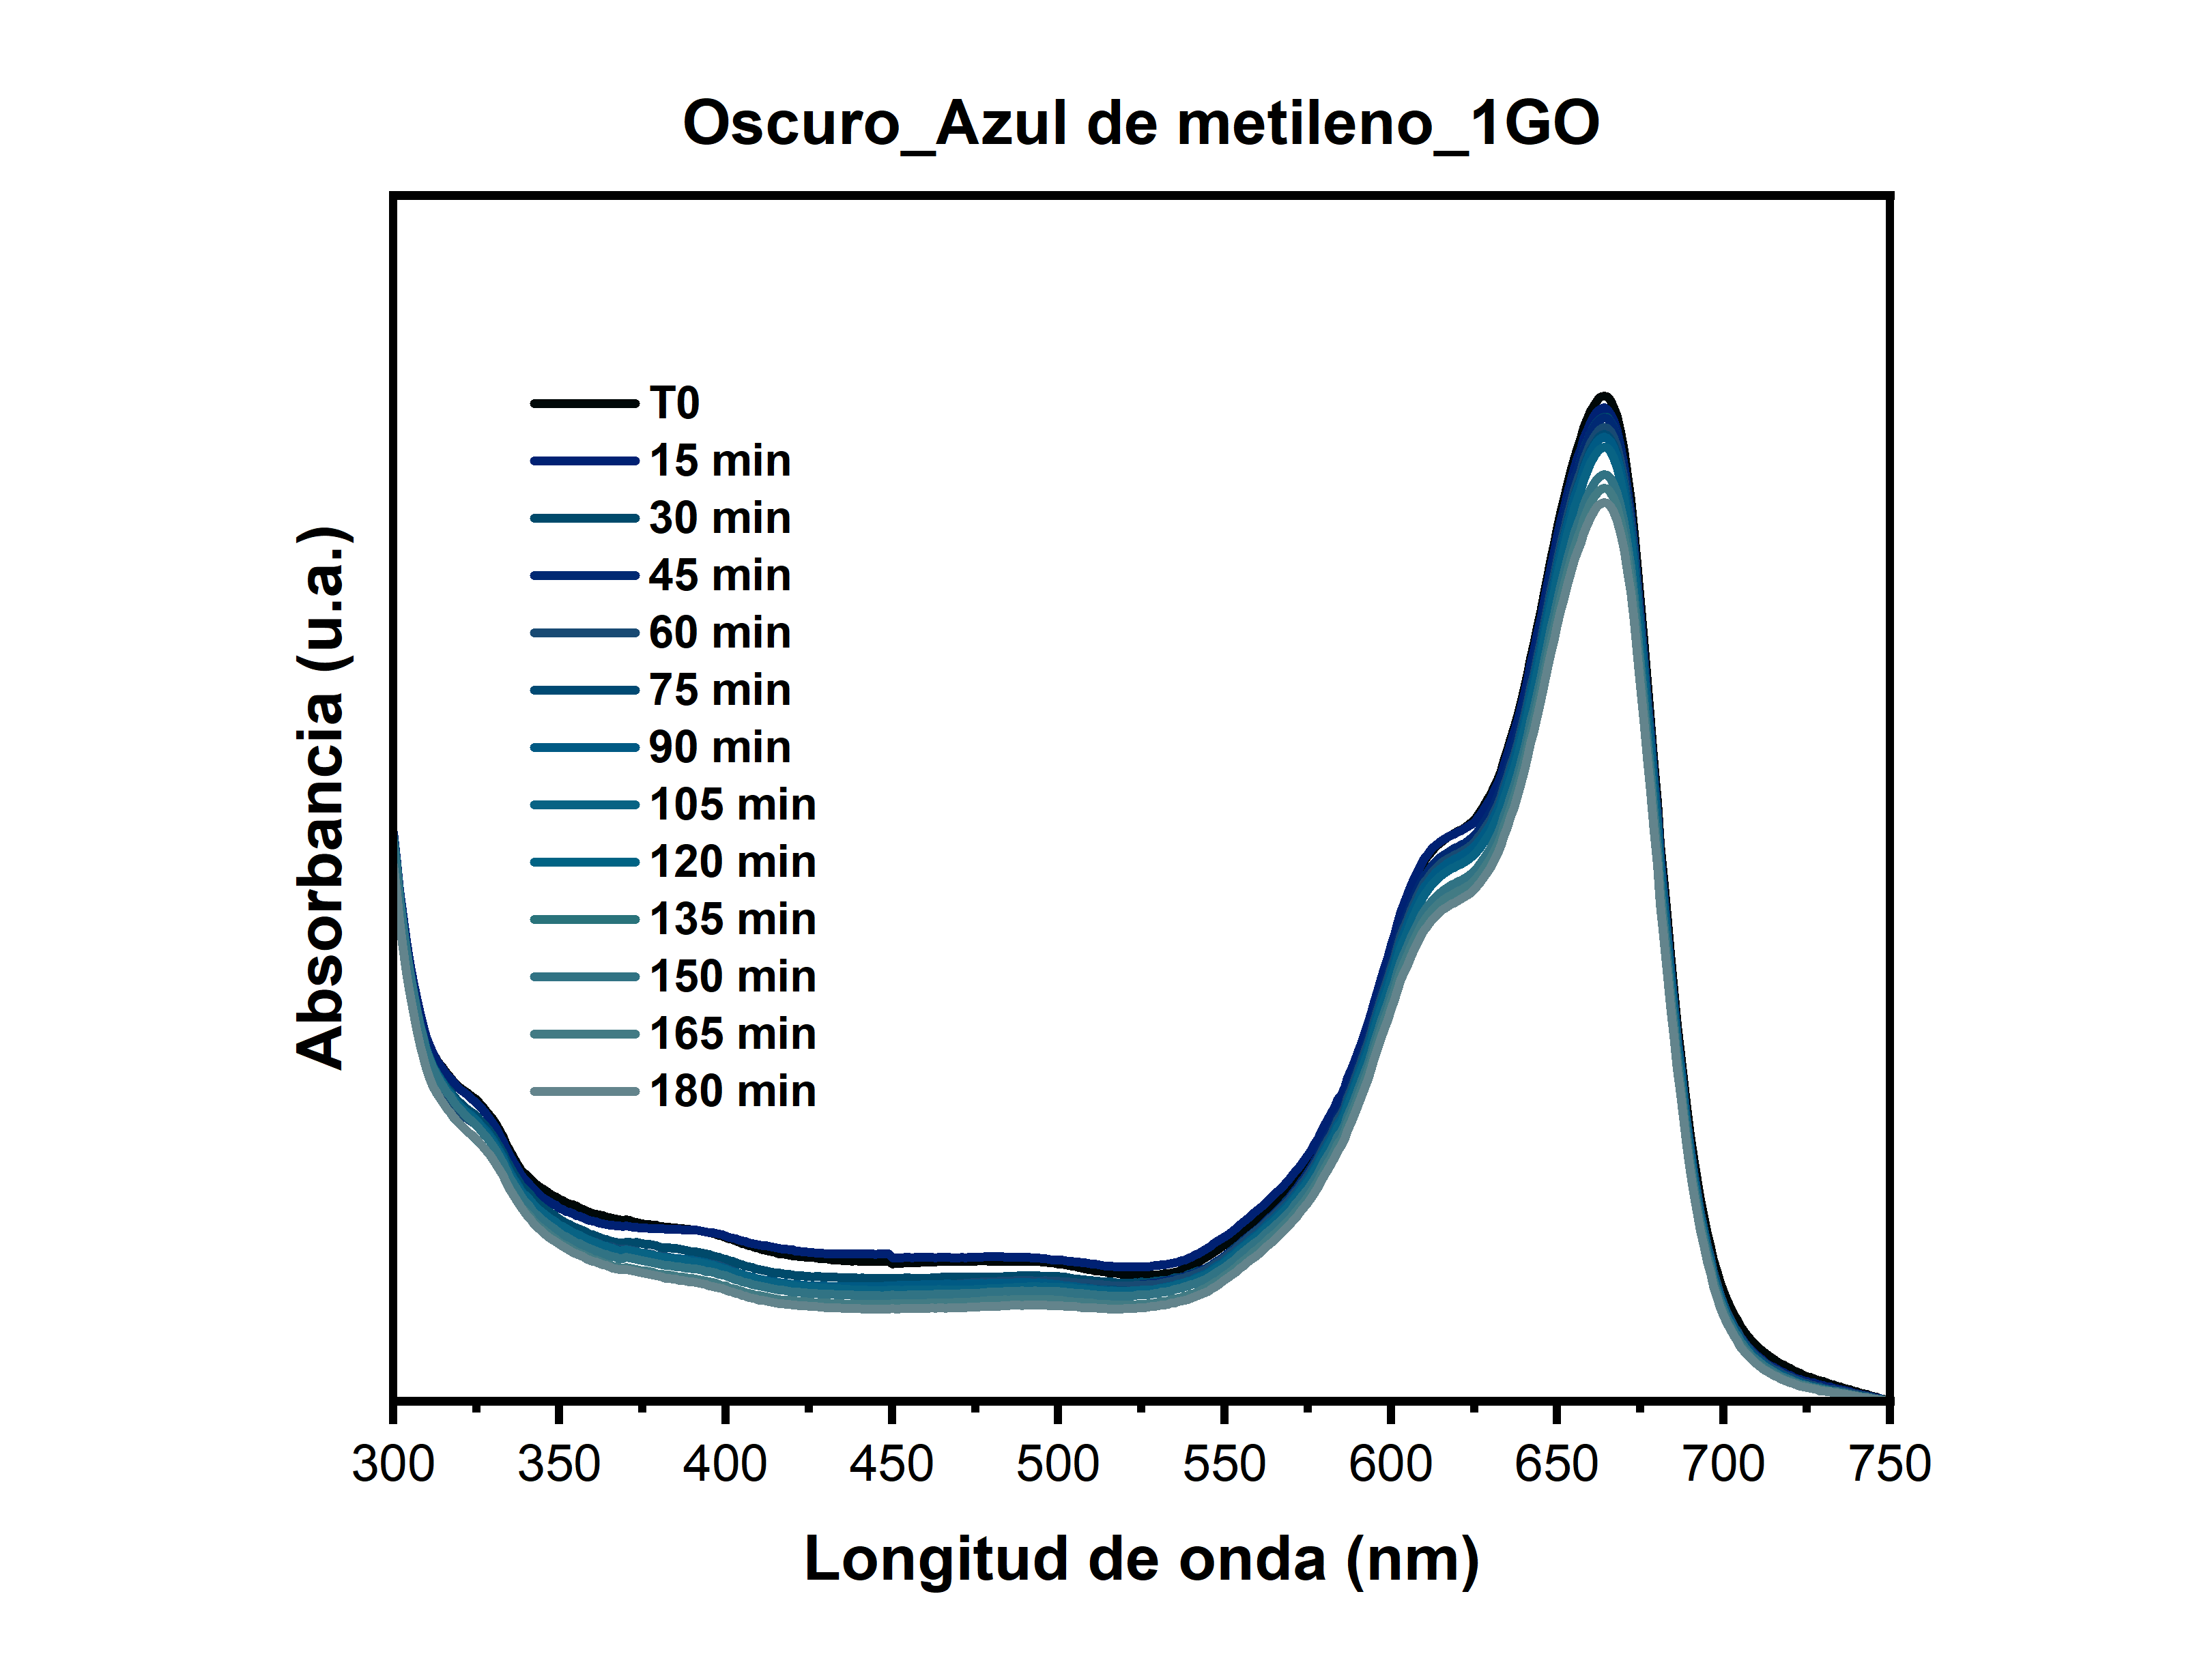 Oscuro_Azul de metileno_1GO
Absorbancia (u.a.)
T0
15 min
30 min
45 min
60 min
75 min
90 min
105 min
120 min
135 min
150 min
165 min
180 min
300 350 400 450 500 550 600 650 700 750
Longitud de onda (nm)